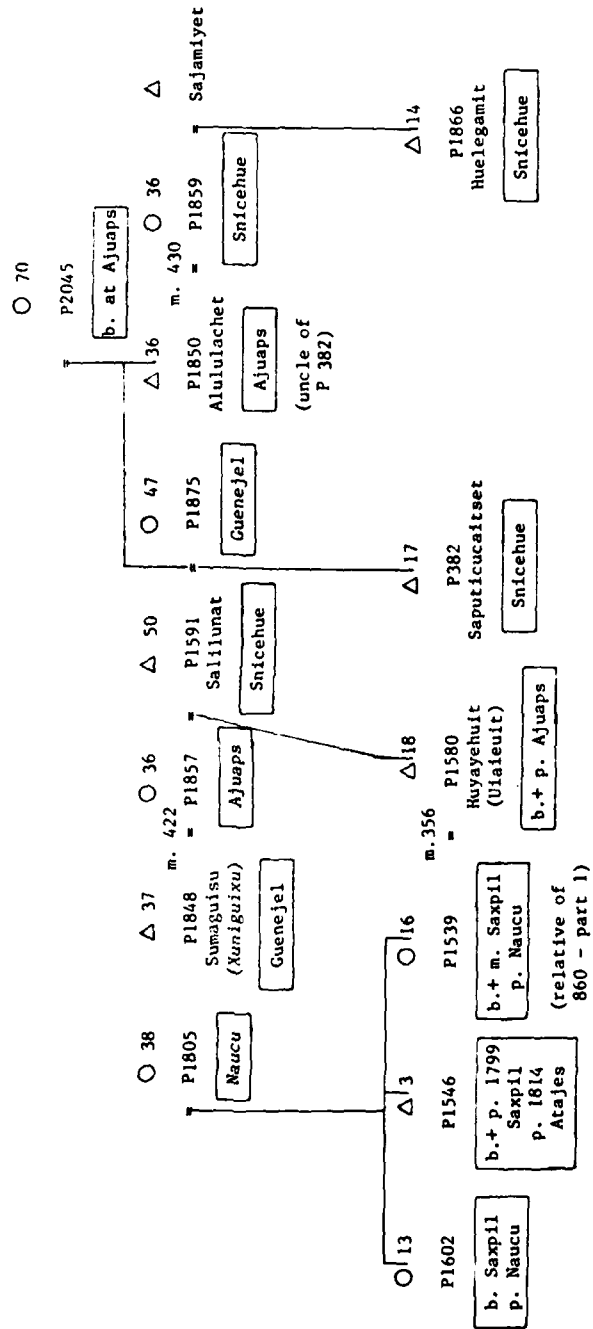 70
P2045
b. at Ajuaps
38
P1805
Naucu
37
P1848
Sumaguisu
(Xuniguixu)
Guenejel
m. 422
=
36
P1857
Ajuaps
50
P1591
Salilunat
Snicehue
47
P1875
Guenejel
36
P1850
Alululachet
Ajuaps
(uncle of
P 382)
m. 430
=
36
P1859
Snicehue
Sajamiyet
13
P1602
b. Saxpil
p. Naucu
3
P1546
b.+ p. 1799
Saxpil
p. 1814
Atajes
16
P1539
b.+ m. Saxpil
p. Naucu
(relative of
860 - part 1)
m.356
=
18
P1580
Huyayehuit
(Uiaieuit)
b.+ p. Ajuaps
17
P382
Saputicucaitset
Snicehue
14
P1866
Huelegamit
Snicehue